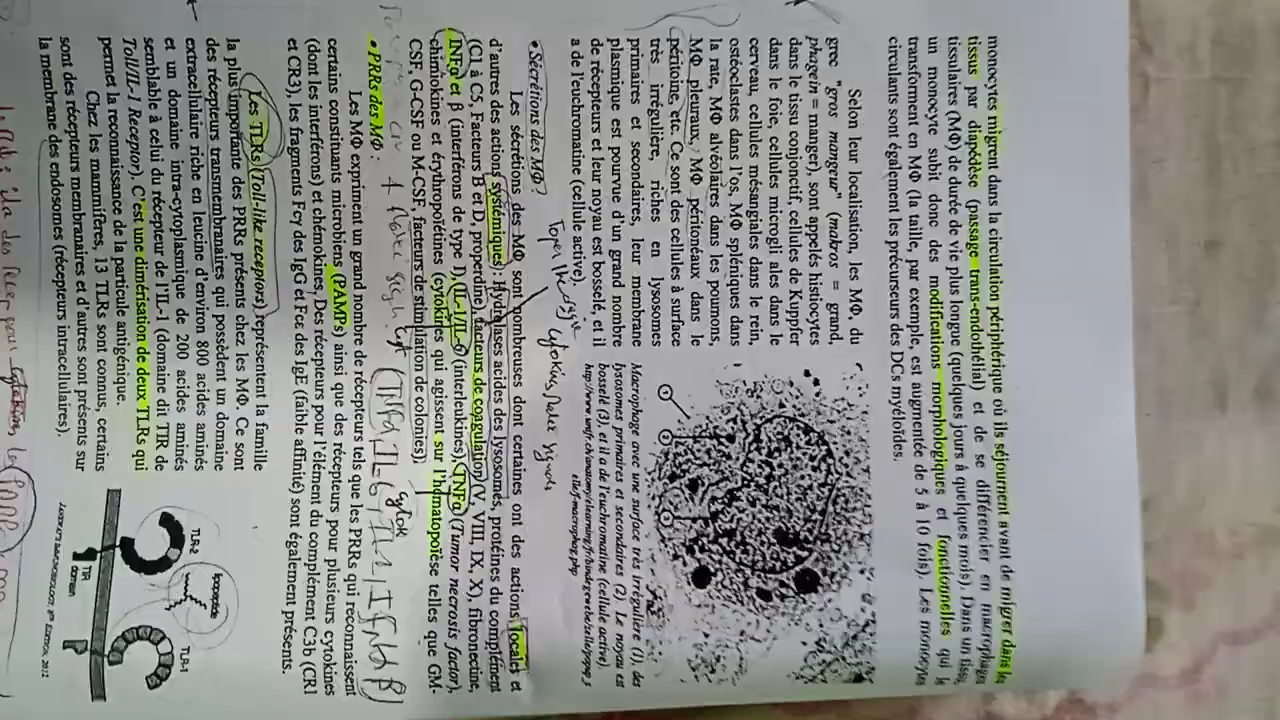 monocytes migrent dans la circulation périphérique où ils séjournent avant de migrer dans les
tissus par diapédèse (passage trans-endothélial) et de se différencier en macrophages
tissulaires (MΦ) de durée de vie plus longue (quelques jours à quelques mois). Dans un tissu,
un monocyte subit donc des modifications morphologiques et fonctionelles qui le
transforment en MΦ (la taille, par exemple, est augmentée de 5 à 10 fois). Les monocytes
circulants sont également les précurseurs des DCs myéloïdes.
Selon leur localisation, les MΦ, du
grec "gros mangeur" (makros = grand,
phagein = manger), sont appelés histiocytes
dans le tissu conjonctif, cellules de Kupffer
dans le foie, cellules microgli ales dans le
cerveau, cellules mésangiales dans le rein,
ostéoclastes dans l'os, MΦ spléniques dans
la rate, MΦ alvéolaires dans les poumons,
MΦ pleuraux, MΦ péritonéaux dans le
péritoine, etc. Ce sont des cellules à surface
très irrégulière, riches en lysosomes
primaires et secondaires, leur membrane
plasmique est pourvue d'un grand nombre
de récepteurs et leur noyau est bosselé, et il
a de l'euchromatine (cellule active).
1
2
3
Macrophage avec une surface très irrégulière (1), des
lysosomes primaires et secondaires (2). Le noyau est
bosselé (3), et il a de l'euchromatine (cellule active).
• Sécrétions des MΦ :
Les sécrétions des MΦ sont nombreuses dont certaines ont des actions locales et
d'autres des actions systémiques : Hydrolases acides des lysosomes, protéines du complément
(C1 à C5, Facteurs B et D, properdine), facteurs de coagulation (V, VIII, IX, X), fibronectine,
INFα et β (interférons de type I), IL-1/IL-6 (interleukines), TNFα (Tumor necrosis factor),
chimiokines et érythropoïétines (cytokines qui agissent sur l'hématopoïèse telles que GM-
CSF, G-CSF ou M-CSF, facteurs de stimulation de colonies)
• PRRs des MΦ :
Les MΦ expriment un grand nombre de récepteurs tels que les PRRs qui reconnaissent
certains constituants microbiens (PAMPs) ainsi que des récepteurs pour plusieurs cytokines
(dont les interférons) et chémokines. Des récepteurs pour l'élément du complément C3b (CR1
et CR3), les fragments Fcγ des IgG et Fcε des IgE (faible affinité) sont également présents.
Les TLRs (Toll-like receptors) représentent la famille
la plus importante des PRRs présents chez les MΦ. Ce sont
des récepteurs transmembranaires qui possèdent un domaine
extracellulaire riche en leucine d'environ 800 acides aminés
et un domaine intra-cytoplasmique de 200 acides aminés
semblable à celui du récepteur de l'IL-1 (domaine dit TIR de
Toll/IL-1 Receptor). C'est une dimérisation de deux TLRs qui
permet la reconnaissance de la particule antigénique.
Chez les mammifères, 13 TLRs sont connus, certains
sont des récepteurs membranaires et d'autres sont présents sur
la membrane des endosomes (récepteurs intracellulaires).
lipopeptide
TLR-2
TLR-1
TIR
domain